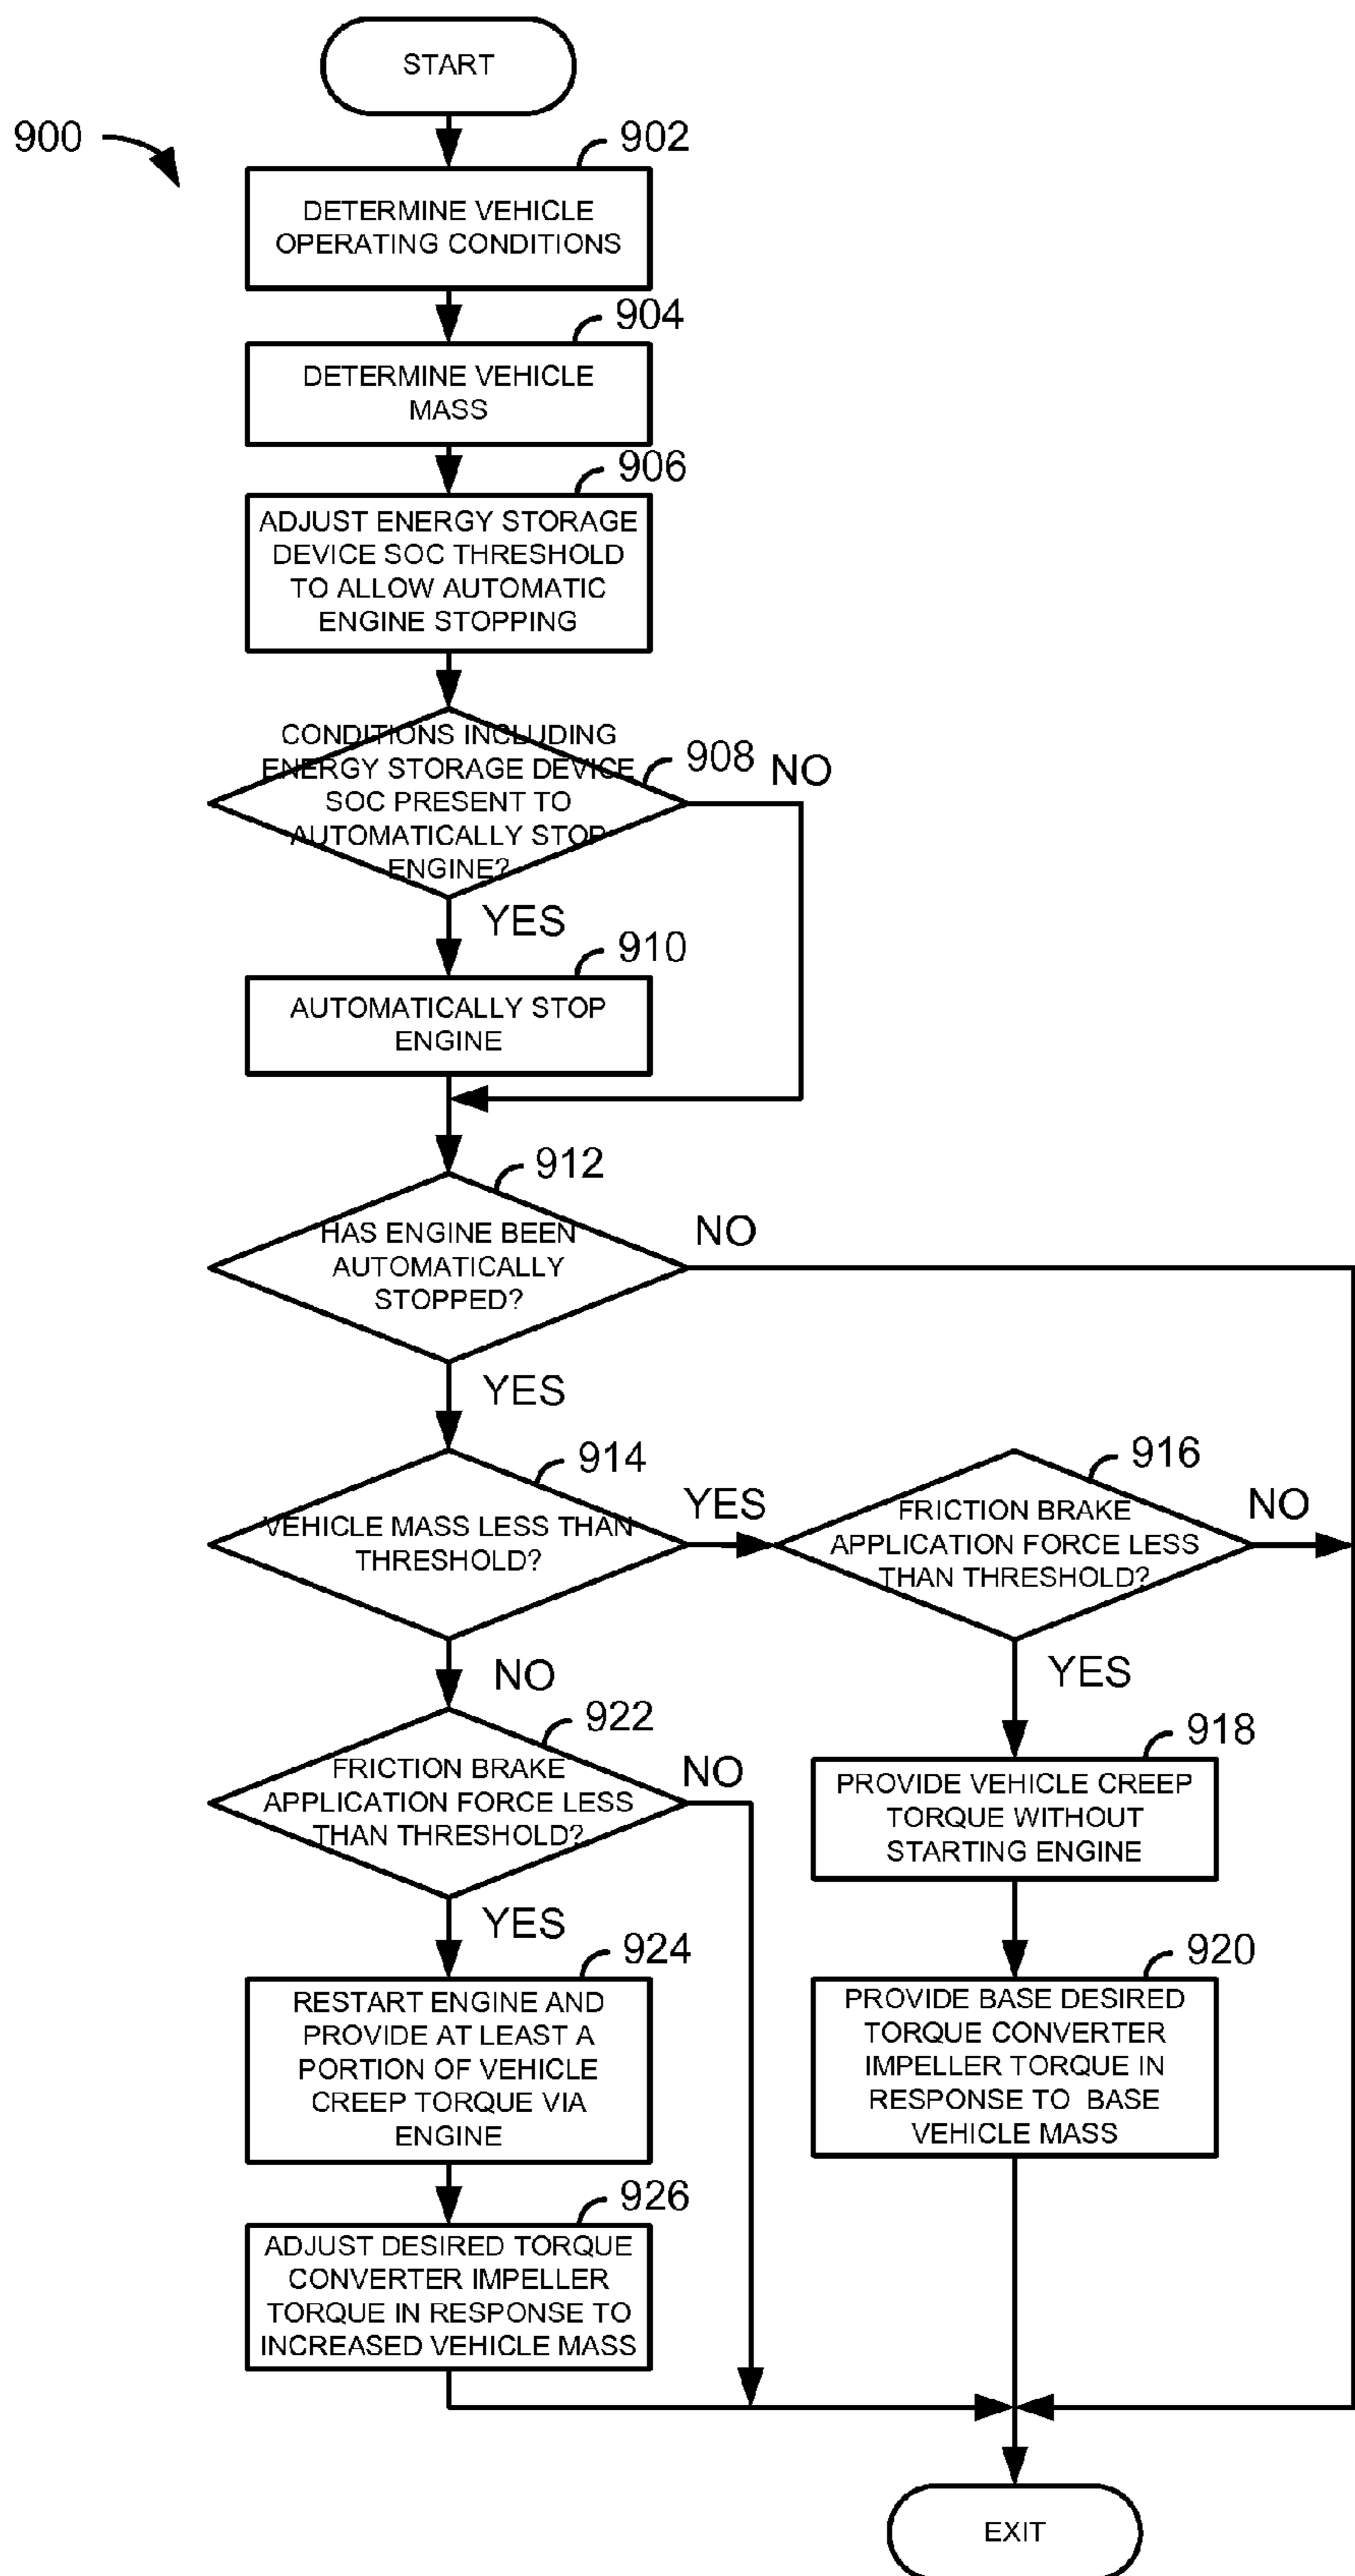 START
900
902
DETERMINE VEHICLE
OPERATING CONDITIONS
904
DETERMINE VEHICLE
MASS
906
ADJUST ENERGY STORAGE
DEVICE SOC THRESHOLD
TO ALLOW AUTOMATIC
ENGINE STOPPING
908
CONDITIONS INCLUDING
ENERGY STORAGE DEVICE
SOC PRESENT TO
AUTOMATICALLY STOP
ENGINE?
NO
YES
910
AUTOMATICALLY STOP
ENGINE
912
HAS ENGINE BEEN
AUTOMATICALLY
STOPPED?
NO
YES
914
VEHICLE MASS LESS THAN
THRESHOLD?
YES
916
FRICTION BRAKE
APPLICATION FORCE LESS
THAN THRESHOLD?
NO
YES
NO
918
PROVIDE VEHICLE CREEP
TORQUE WITHOUT
STARTING ENGINE
920
PROVIDE BASE DESIRED
TORQUE CONVERTER
IMPELLER TORQUE IN
RESPONSE TO BASE
VEHICLE MASS
922
FRICTION BRAKE
APPLICATION FORCE LESS
THAN THRESHOLD?
NO
YES
924
RESTART ENGINE AND
PROVIDE AT LEAST A
PORTION OF VEHICLE
CREEP TORQUE VIA
ENGINE
926
ADJUST DESIRED TORQUE
CONVERTER IMPELLER
TORQUE IN RESPONSE TO
INCREASED VEHICLE MASS
EXIT